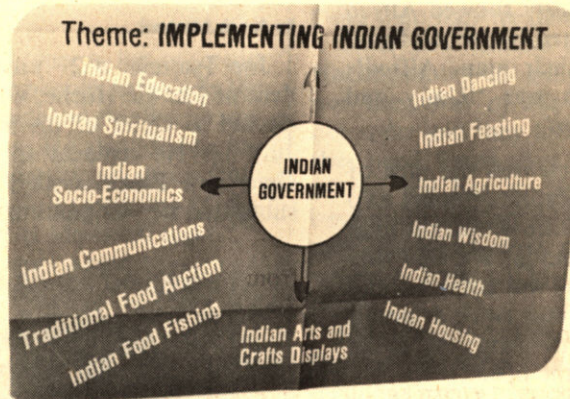 Theme: IMPLEMENTING INDIAN GOVERNMENT
Indian Education
Indian Spiritualism
Indian
Socio-Economics
Indian Communications
Traditional Food Auction
Indian Food Fishing
INDIAN
GOVERNMENT
Indian Arts and
Crafts Displays
Indian Dancing
Indian Feasting
Indian Agriculture
Indian Wisdom
Indian Health
Indian Housing